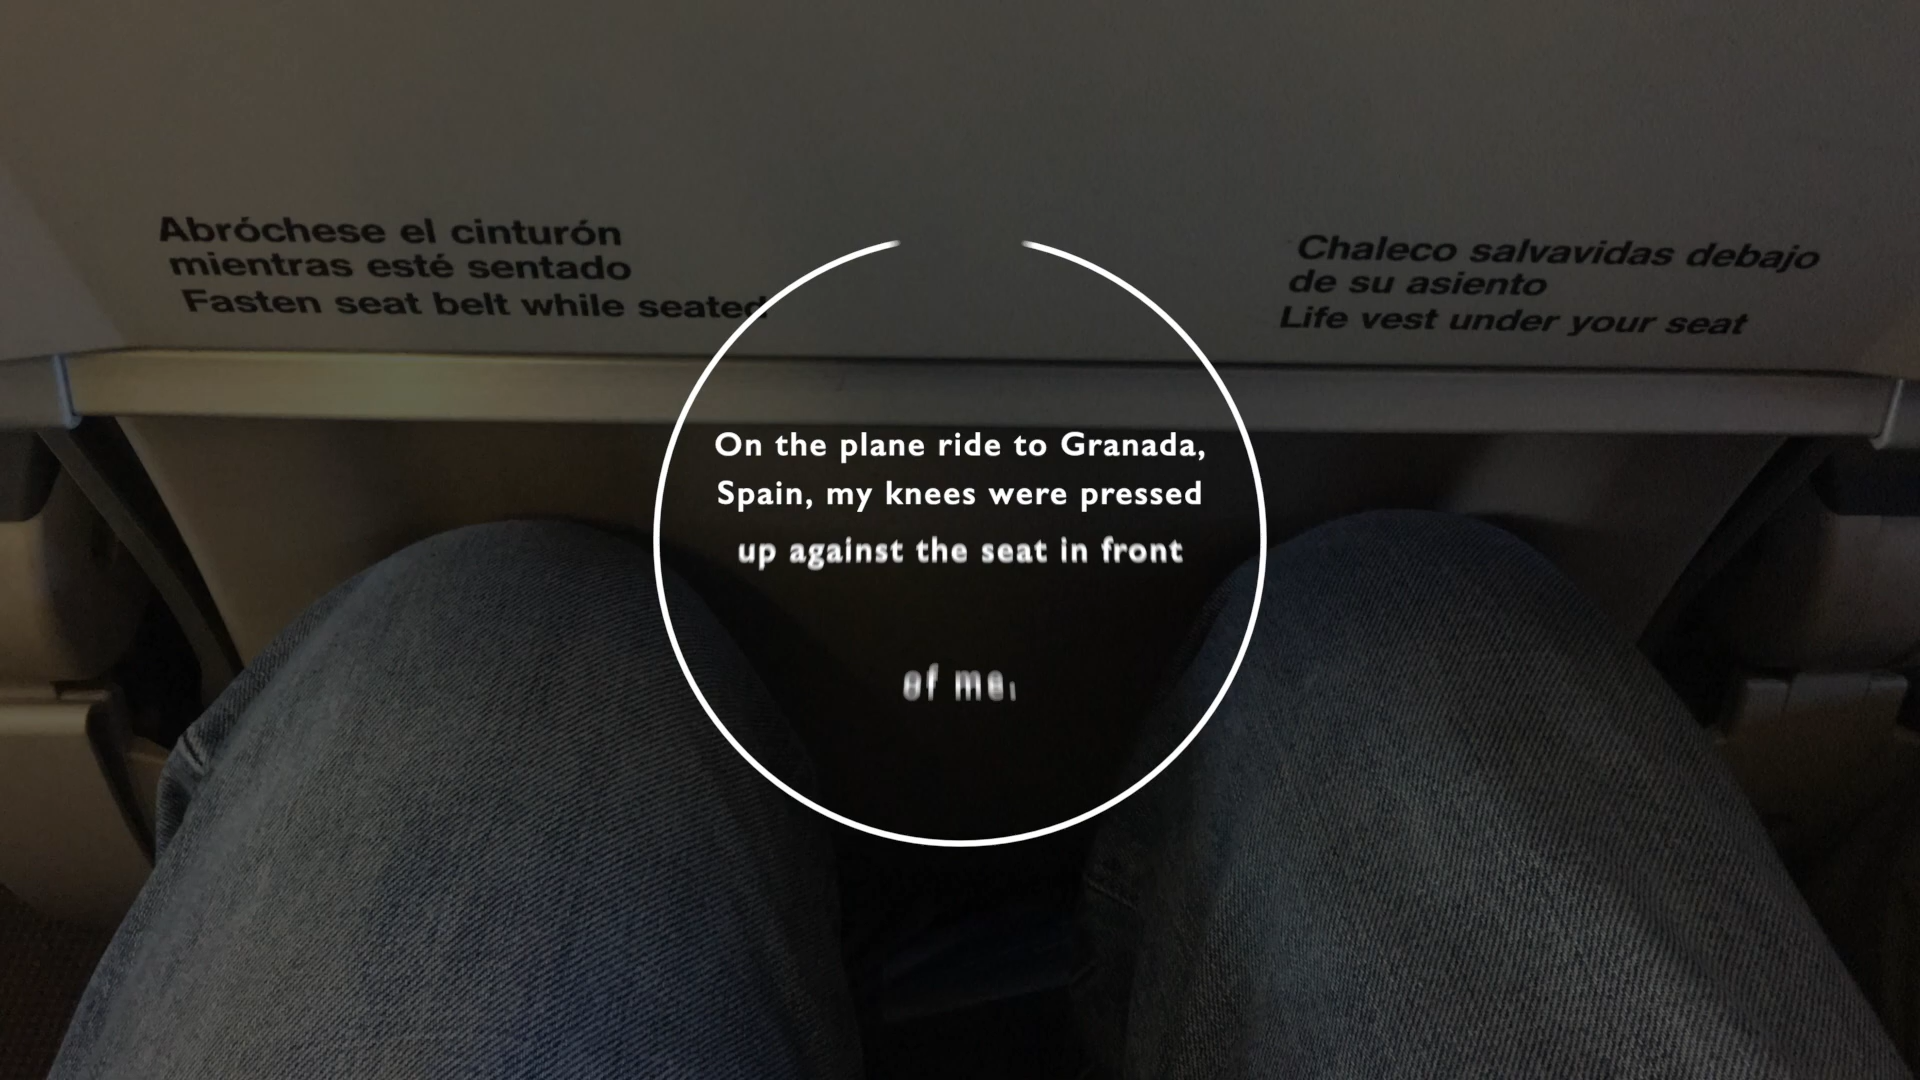 Abróchese el cinturón
mientras esté sentado
Fasten seat belt while seated
Chaleco salvavidas debajo
de su asiento
Life vest under your seat
On the plane ride to Granada,
Spain, my knees were pressed
up against the seat in front
of me.